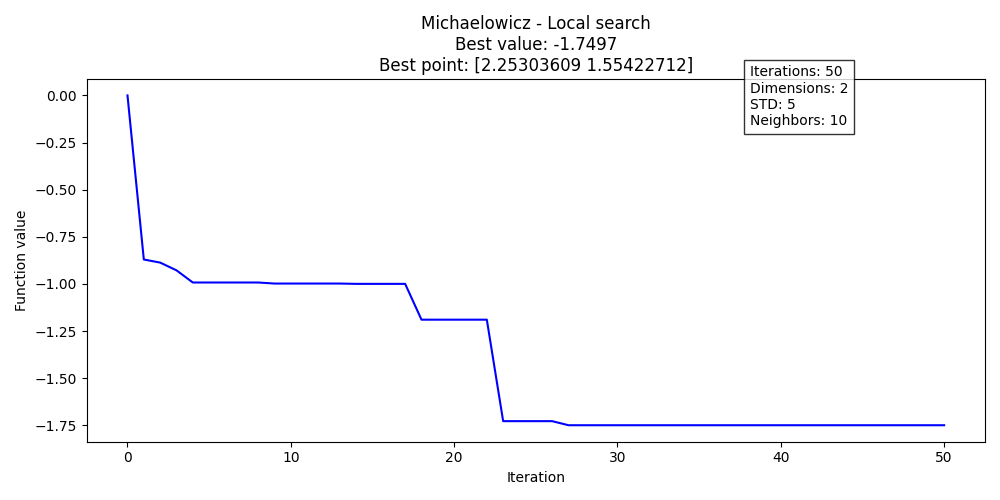 Michaelowicz - Local search
Best value: -1.7497
Best point: [2.25303609 1.55422712]
Iterations: 50
Dimensions: 2
STD: 5
Neighbors: 10
0.00
−0.25
−0.50
−0.75
−1.00
−1.25
−1.50
−1.75
Function value
0 10 20 30 40 50
Iteration